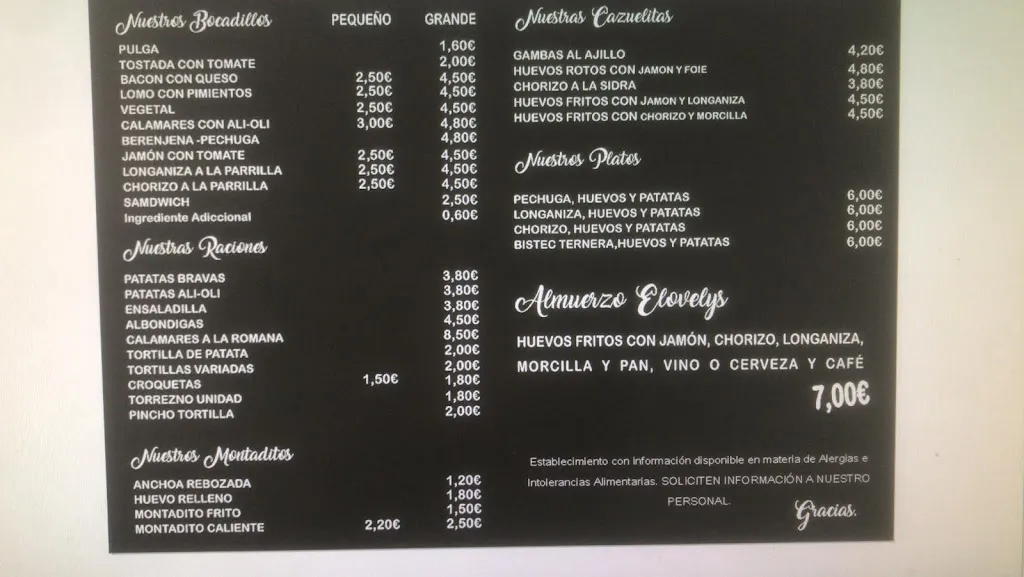 Nuestros Bocadillos PEQUEÑO GRANDE
PULGA 1,60€
TOSTADA CON TOMATE 2,00€
BACON CON QUESO 2,50€ 4,50€
LOMO CON PIMIENTOS 2,50€ 4,50€
VEGETAL 2,50€ 4,50€
CALAMARES CON ALI-OLI 3,00€ 4,80€
BERENJENA -PECHUGA 4,80€
JAMÓN CON TOMATE 2,50€ 4,50€
LONGANIZA A LA PARRILLA 2,50€ 4,50€
CHORIZO A LA PARRILLA 2,50€ 4,50€
SAMDWICH 2,50€
Ingrediente Adiccional 0,60€
Nuestras Raciones
PATATAS BRAVAS 3,80€
PATATAS ALI-OLI 3,80€
ENSALADILLA 3,80€
ALBONDIGAS 4,50€
CALAMARES A LA ROMANA 8,50€
TORTILLA DE PATATA 2,00€
TORTILLAS VARIADAS 2,00€
CROQUETAS 1,50€ 1,80€
TORREZNO UNIDAD 1,80€
PINCHO TORTILLA 2,00€
Nuestros Montaditos
ANCHOA REBOZADA 1,20€
HUEVO RELLENO 1,80€
MONTADITO FRITO 1,50€
MONTADITO CALIENTE 2,20€ 2,50€
Nuestras Cazuelitas
GAMBAS AL AJILLO 4,20€
HUEVOS ROTOS CON JAMON Y FOIE 4,80€
CHORIZO A LA SIDRA 3,80€
HUEVOS FRITOS CON JAMON Y LONGANIZA 4,50€
HUEVOS FRITOS CON CHORIZO Y MORCILLA 4,50€
Nuestros Platos
PECHUGA, HUEVOS Y PATATAS 6,00€
LONGANIZA, HUEVOS Y PATATAS 6,00€
CHORIZO, HUEVOS Y PATATAS 6,00€
BISTEC TERNERA,HUEVOS Y PATATAS 6,00€
Almuerzo Elovelys
HUEVOS FRITOS CON JAMÓN, CHORIZO, LONGANIZA,
MORCILLA Y PAN, VINO O CERVEZA Y CAFÉ
7,00€
Establecimiento con información disponible en materia de Alergias e
Intolerancias Alimentarias. SOLICITEN INFORMACIÓN A NUESTRO
PERSONAL.
Gracias.